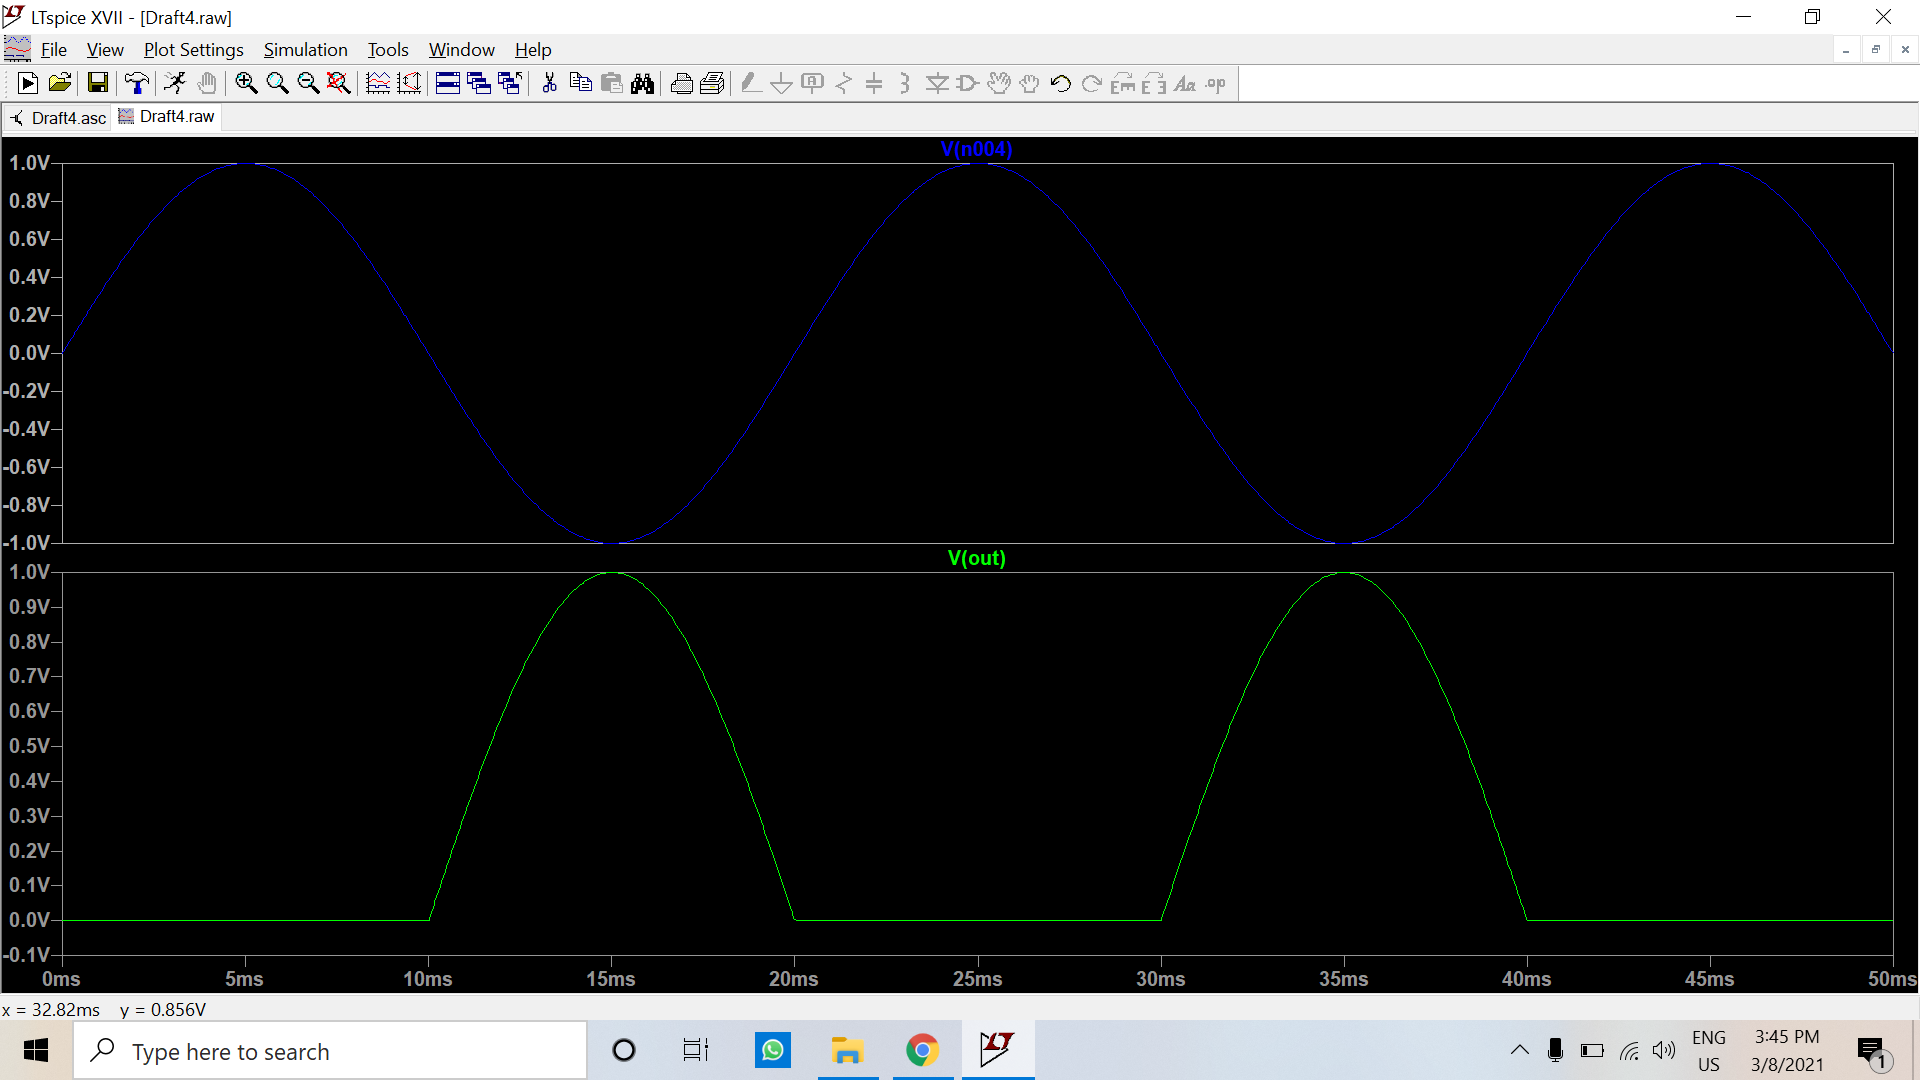 LTspice XVII - [Draft4.raw]
File View Plot Settings Simulation Tools Window Help
Draft4.asc Draft4.raw
V(n004)
1.0V
0.8V
0.6V
0.4V
0.2V
0.0V
-0.2V
-0.4V
-0.6V
-0.8V
-1.0V
V(out)
1.0V
0.9V
0.8V
0.7V
0.6V
0.5V
0.4V
0.3V
0.2V
0.1V
0.0V
-0.1V
0ms 5ms 10ms 15ms 20ms 25ms 30ms 35ms 40ms 45ms 50ms
x = 32.82ms y = 0.856V
Type here to search
ENG
US
3:45 PM
3/8/2021
1